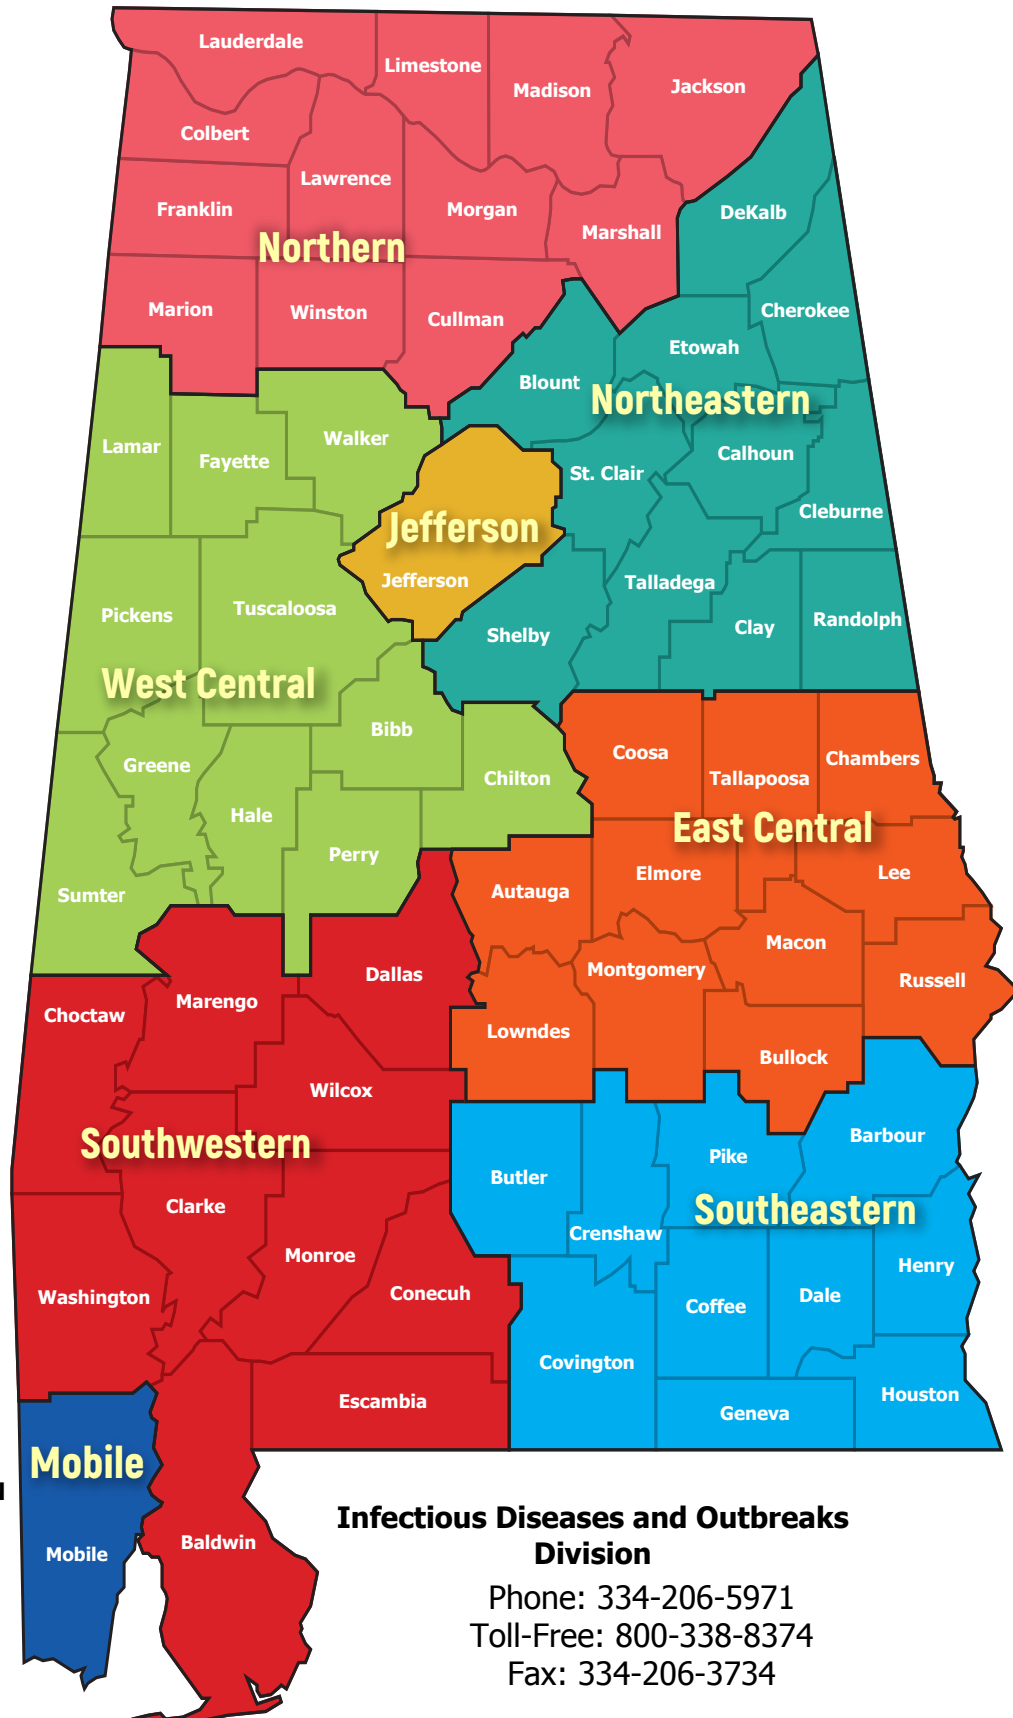 Lauderdale
Limestone
Madison
Jackson
Colbert
Lawrence
Franklin
Morgan
DeKalb
Marshall
Northern
Marion
Winston
Cullman
Cherokee
Etowah
Blount
Northeastern
Lamar
Fayette
Walker
St. Clair
Calhoun
Cleburne
Jefferson
Jefferson
Talladega
Pickens
Tuscaloosa
Shelby
Clay
Randolph
West Central
Bibb
Coosa
Chambers
Greene
Chilton
Tallapoosa
Hale
East Central
Perry
Elmore
Lee
Sumter
Autauga
Macon
Dallas
Montgomery
Russell
Choctaw
Marengo
Lowndes
Bullock
Wilcox
Southwestern
Barbour
Pike
Butler
Clarke
Southeastern
Crenshaw
Monroe
Henry
Washington
Conecuh
Coffee
Dale
Covington
Escambia
Houston
Geneva
Mobile
Mobile
Baldwin
Infectious Diseases and Outbreaks
Division
Phone: 334-206-5971
Toll-Free: 800-338-8374
Fax: 334-206-3734